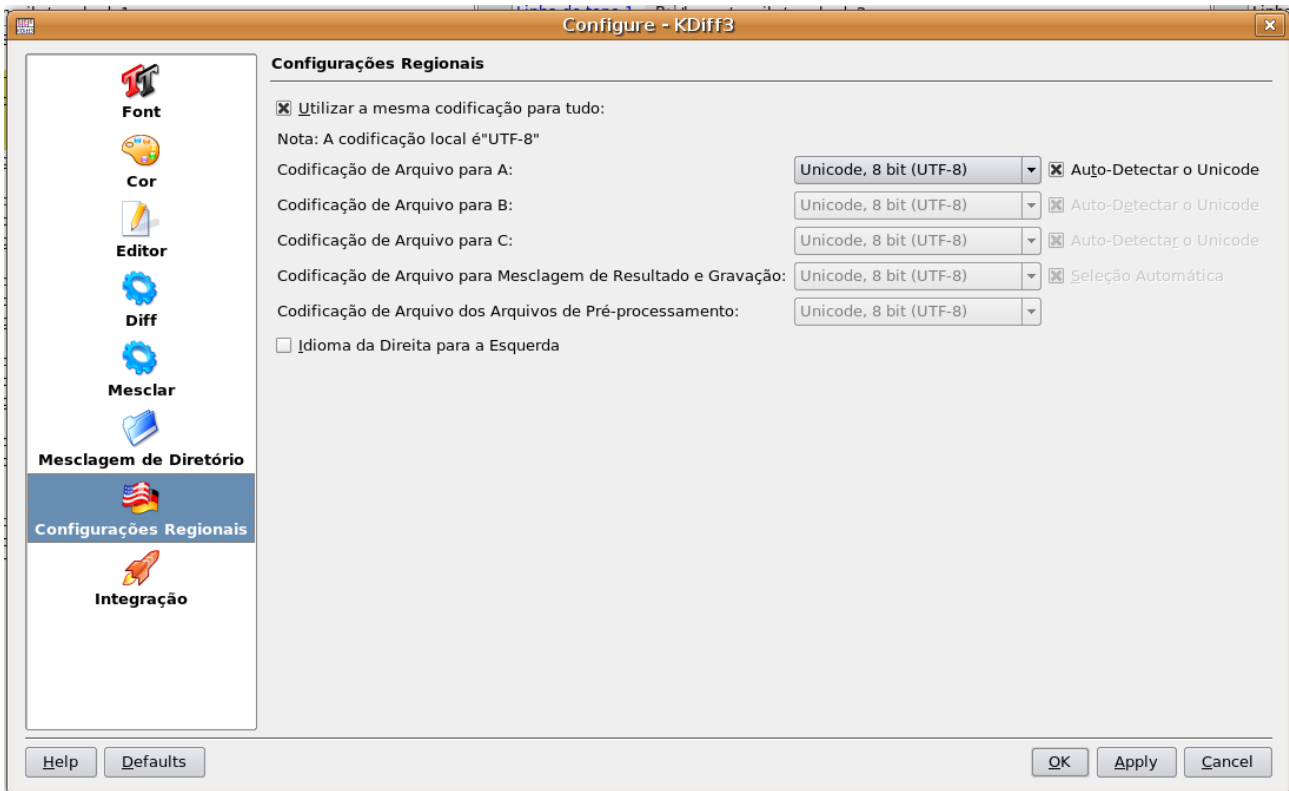 Configure - KDiff3
Font
Cor
Editor
Diff
Mesclar
Mesclagem de Diretório
Configurações Regionais
Integração
Configurações Regionais
Utilizar a mesma codificação para tudo:
Nota: A codificação local é"UTF-8"
Codificação de Arquivo para A: Unicode, 8 bit (UTF-8) Auto-Detectar o Unicode
Codificação de Arquivo para B: Unicode, 8 bit (UTF-8) Auto-Detectar o Unicode
Codificação de Arquivo para C: Unicode, 8 bit (UTF-8) Auto-Detectar o Unicode
Codificação de Arquivo para Mesclagem de Resultado e Gravação: Unicode, 8 bit (UTF-8) Seleção Automática
Codificação de Arquivo dos Arquivos de Pré-processamento: Unicode, 8 bit (UTF-8)
Idioma da Direita para a Esquerda
Help Defaults OK Apply Cancel